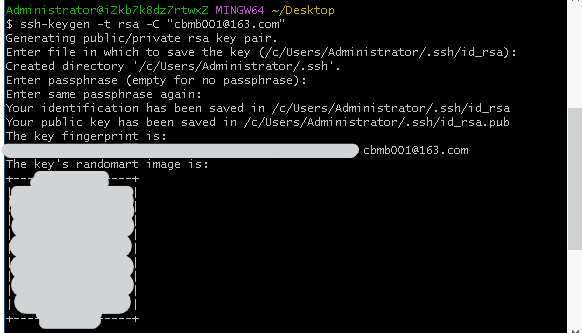 Administrator@iZkb7k8dz7rtwxZ MINGW64 ~/Desktop
$ ssh-keygen -t rsa -C "cbmb001@163.com"
Generating public/private rsa key pair.
Enter file in which to save the key (/c/Users/Administrator/.ssh/id_rsa):
Created directory '/c/Users/Administrator/.ssh'.
Enter passphrase (empty for no passphrase):
Enter same passphrase again:
Your identification has been saved in /c/Users/Administrator/.ssh/id_rsa
Your public key has been saved in /c/Users/Administrator/.ssh/id_rsa.pub
The key fingerprint is:
cbmb001@163.com
The key's randomart image is: